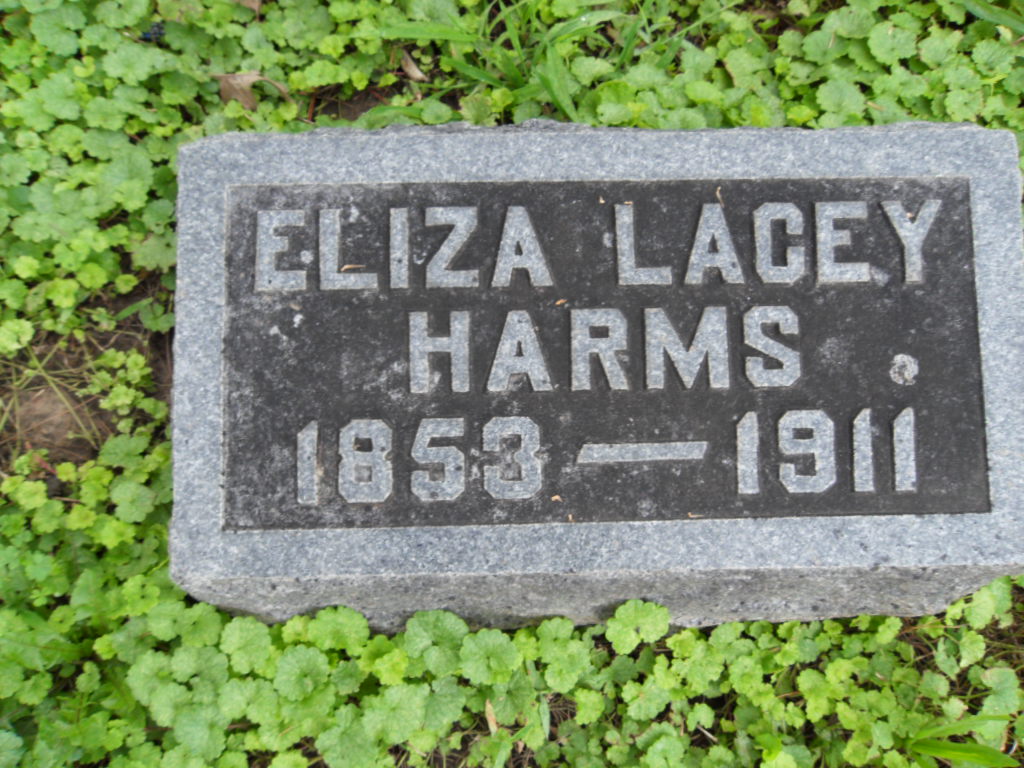 ELIZA LACEY
HARMS
1853 — 1911